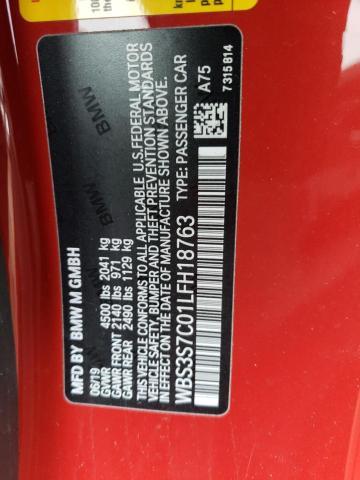 MFD BY BMW M GMBH
06/19
GVWR 4500 lbs 2041 kg
GAWR FRONT 2140 lbs 971 kg
GAWR REAR 2490 lbs 1129 kg
THIS VEHICLE CONFORMS TO ALL APPLICABLE U.S.FEDERAL MOTOR
VEHICLE SAFETY, BUMPER AND THEFT PREVENTION STANDARDS
IN EFFECT ON THE DATE OF MANUFACTURE SHOWN ABOVE.
WBS3S7C01LFH18763 TYPE: PASSENGER CAR
A75
7315814
BMW
BMW